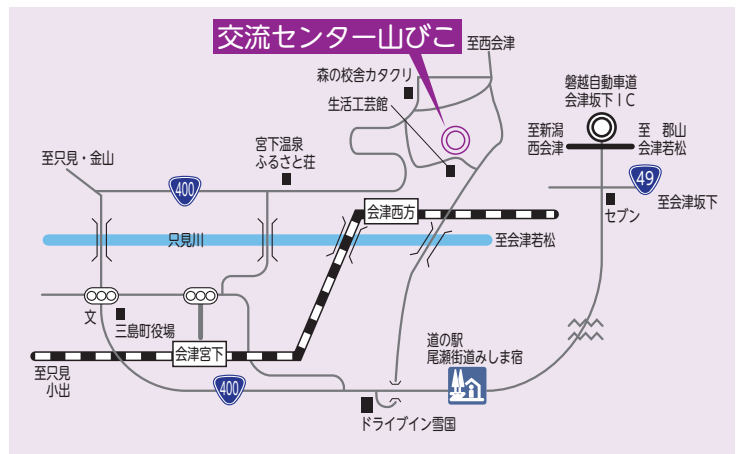 交流センター山びこ
至西会津
森の校舎カタクリ
生活工芸館
磐越自動車道
会津坂下IC
至新潟
西会津
至 郡山
会津若松
宮下温泉
ふるさと荘
至只見・金山
400
49
至会津坂下
セブン
会津西方
只見川
至会津若松
文
三島町役場
会津宮下
至只見
小出
400
道の駅
尾瀬街道みしま宿
ドライブイン雪国